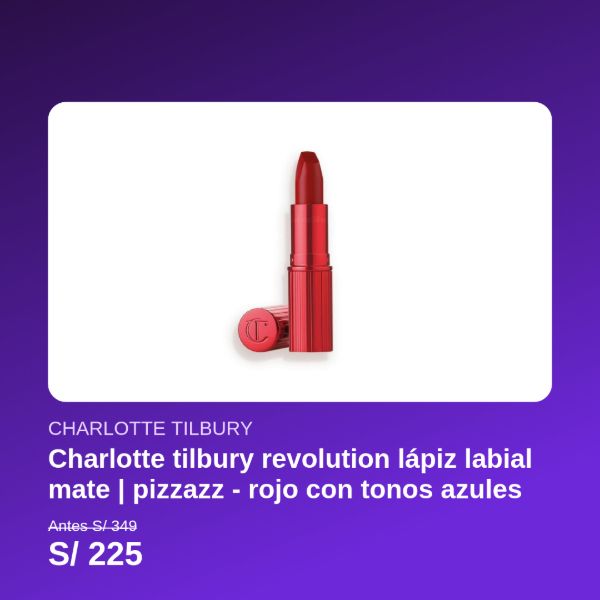 CHARLOTTE TILBURY
Charlotte tilbury revolution lápiz labial
mate | pizzazz - rojo con tonos azules
Antes S/ 349
S/ 225